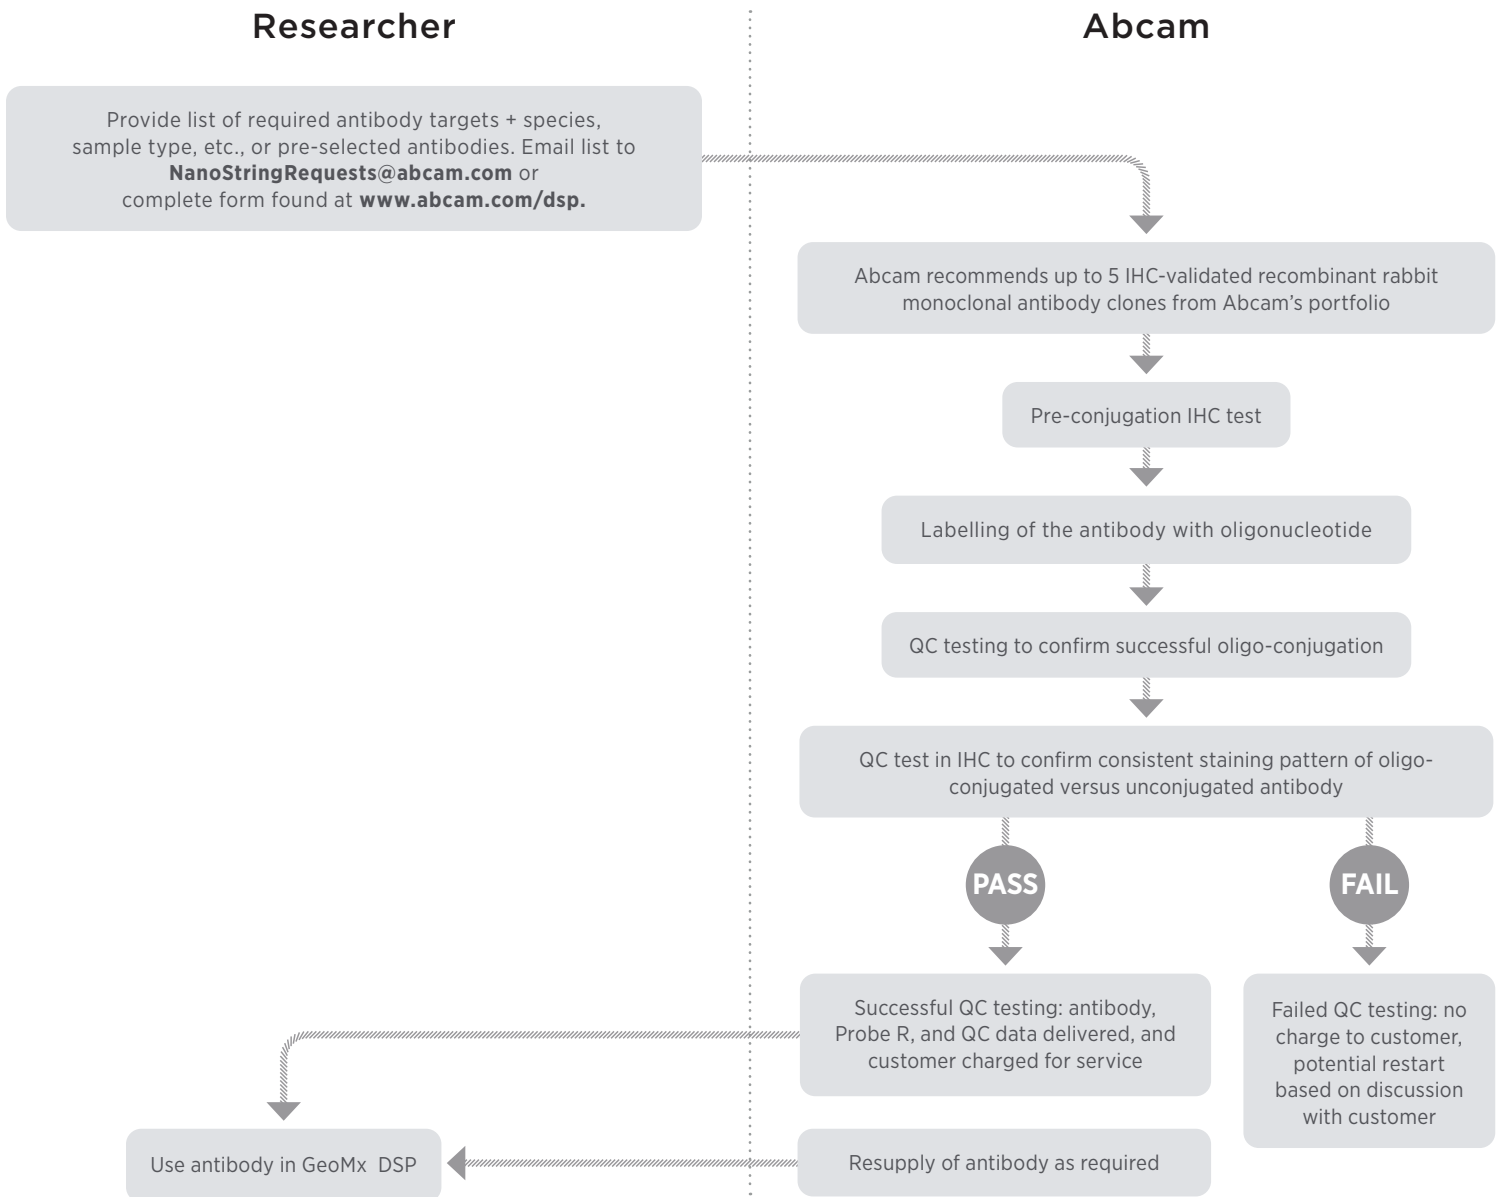 Researcher
Abcam
Provide list of required antibody targets + species,
sample type, etc., or pre-selected antibodies. Email list to
NanoStringRequests@abcam.com or
complete form found at www.abcam.com/dsp.
Abcam recommends up to 5 IHC-validated recombinant rabbit
monoclonal antibody clones from Abcam’s portfolio
Pre-conjugation IHC test
Labelling of the antibody with oligonucleotide
QC testing to confirm successful oligo-conjugation
QC test in IHC to confirm consistent staining pattern of oligo-
conjugated versus unconjugated antibody
PASS
FAIL
Successful QC testing: antibody,
Probe R, and QC data delivered, and
customer charged for service
Failed QC testing: no
charge to customer,
potential restart
based on discussion
with customer
Use antibody in GeoMx DSP
Resupply of antibody as required